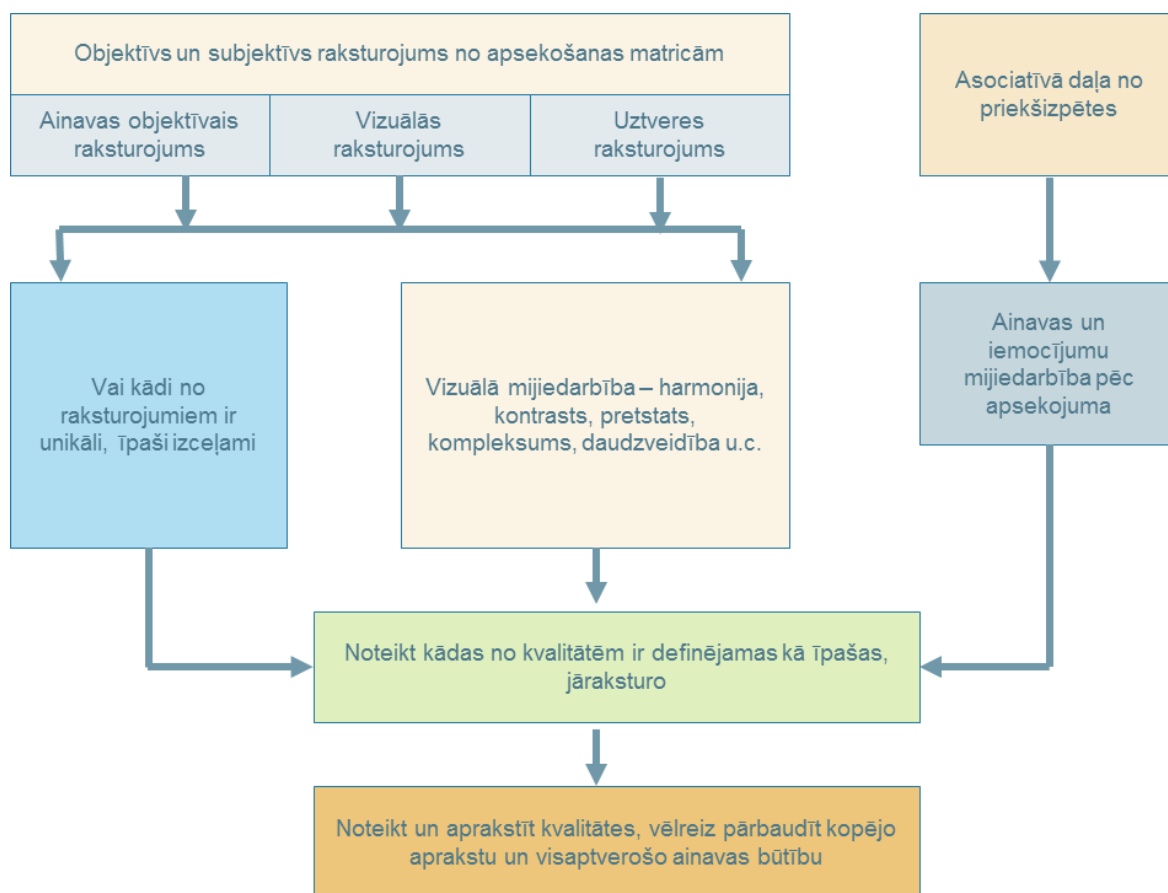 Objektīvs un subjektīvs raksturojums no apsekošanas matricām
Ainavas objektīvais
raksturojums
Vizuālās
raksturojums
Uztveres
raksturojums
Asociatīvā daļa no
priekšizpētes
Vai kādi no
raksturojumiem ir
unikāli, īpaši izceļami
Vizuālā mijiedarbība – harmonija,
kontrasts, pretstats,
kompleksums, daudzveidība u.c.
Ainavas un
iemocījumu
mijiedarbība pēc
apsekojuma
Noteikt kādas no kvalitātēm ir definējamas kā īpašas,
jāraksturo
Noteikt un aprakstīt kvalitātes, vēlreiz pārbaudīt kopējo
aprakstu un visaptverošo ainavas būtību